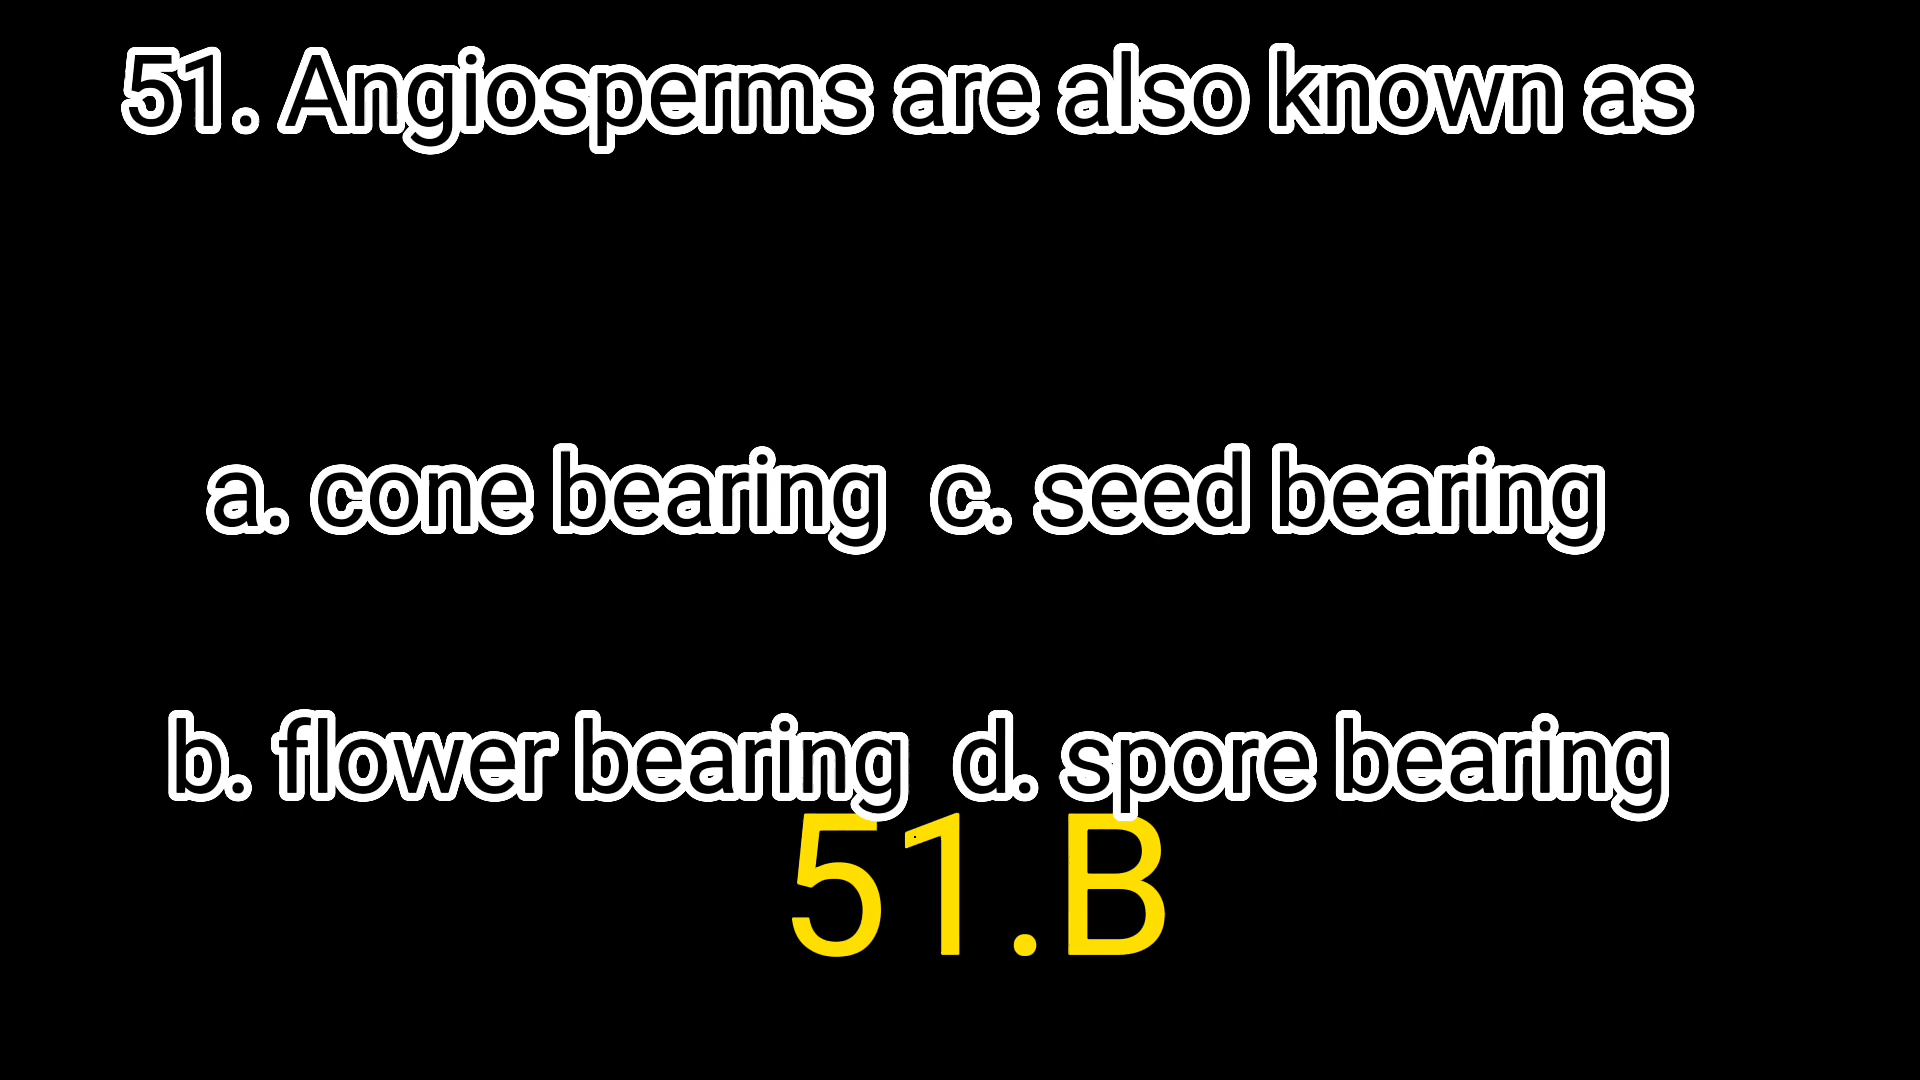 51. Angiosperms are also known as
a. cone bearing c. seed bearing
b. flower bearing d. spore bearing
51.B